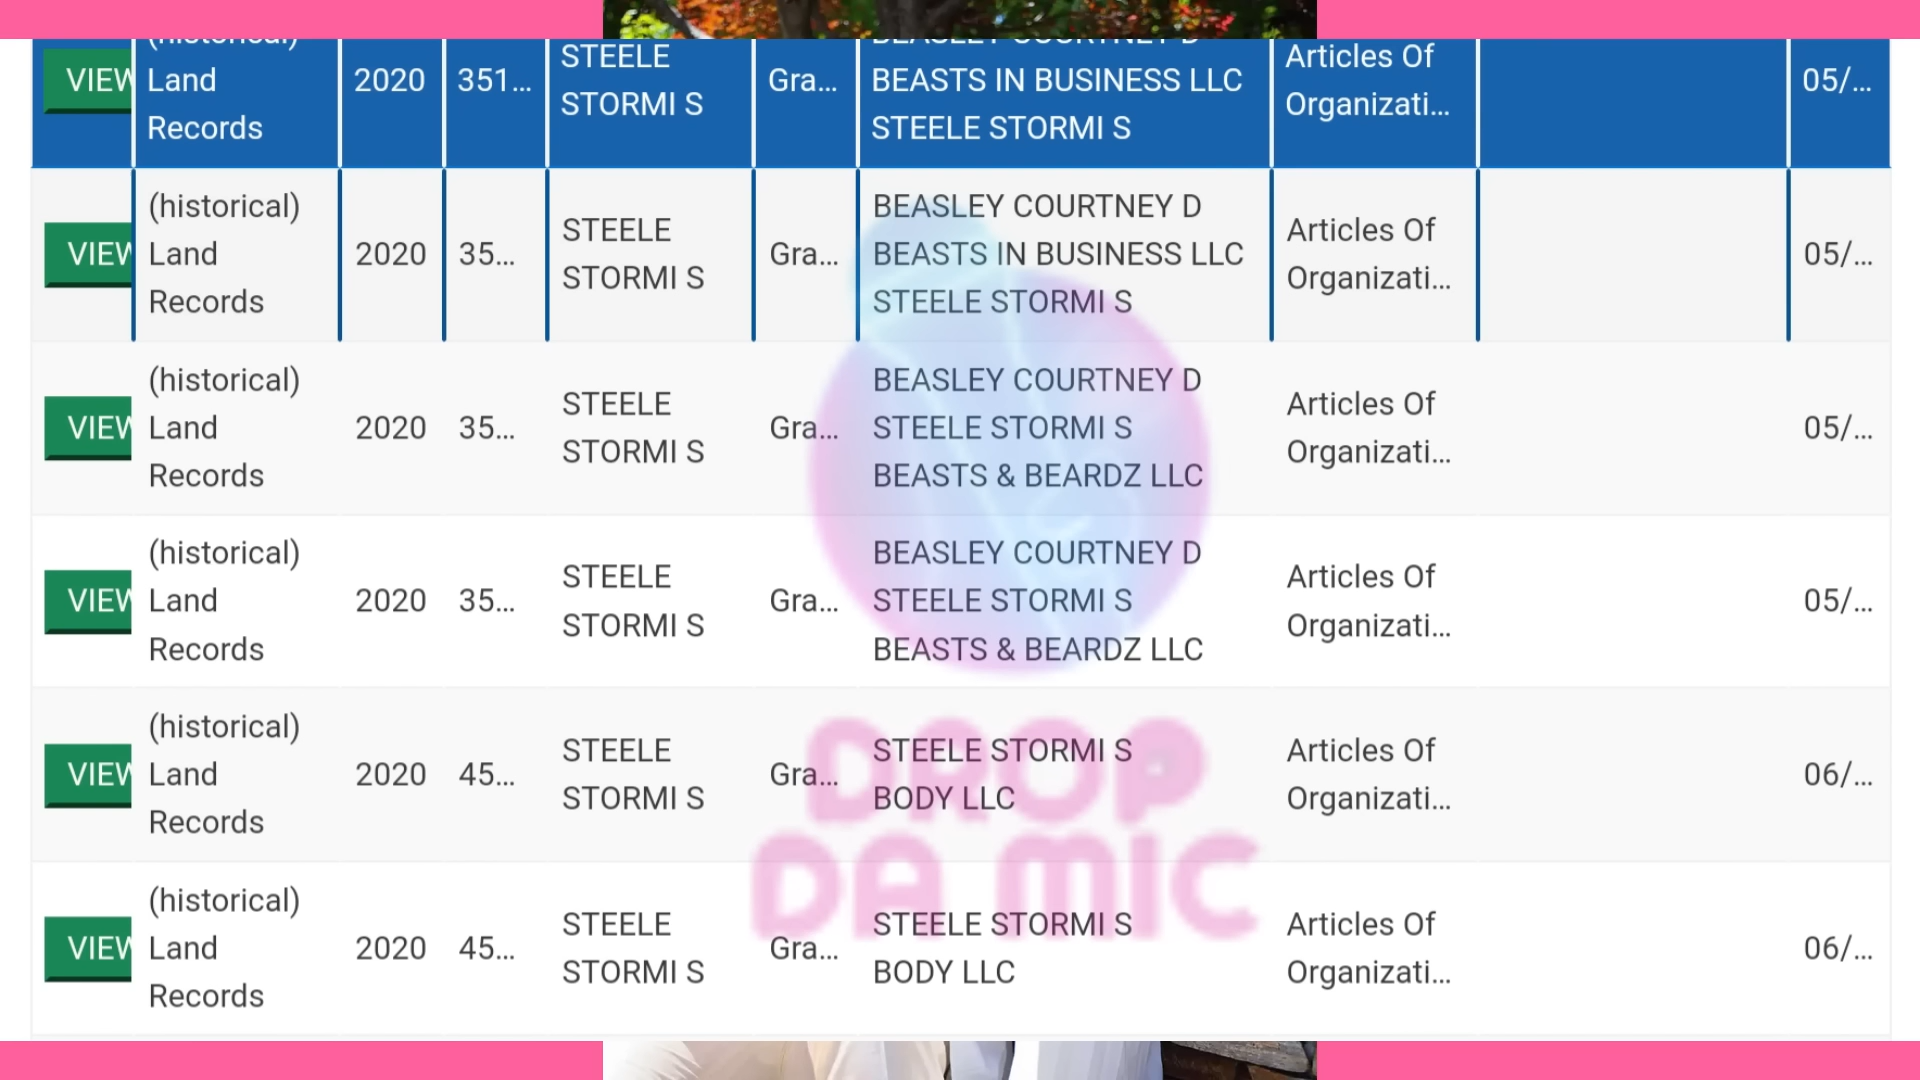 (historical)
Land
Records
VIEW
2020
351...
STEELE
STORMI S
Gra...
BEASLEY COURTNEY D
BEASTS IN BUSINESS LLC
STEELE STORMI S
Articles Of
Organizati...
05/...
VIEW
(historical)
Land
Records
2020
35...
STEELE
STORMI S
Gra...
BEASLEY COURTNEY D
BEASTS IN BUSINESS LLC
STEELE STORMI S
Articles Of
Organizati...
05/...
VIEW
(historical)
Land
Records
2020
35...
STEELE
STORMI S
Gra...
BEASLEY COURTNEY D
STEELE STORMI S
BEASTS & BEARDZ LLC
Articles Of
Organizati...
05/...
VIEW
(historical)
Land
Records
2020
35...
STEELE
STORMI S
Gra...
BEASLEY COURTNEY D
STEELE STORMI S
BEASTS & BEARDZ LLC
Articles Of
Organizati...
05/...
VIEW
(historical)
Land
Records
2020
45...
STEELE
STORMI S
Gra...
STEELE STORMI S
BODY LLC
Articles Of
Organizati...
06/...
VIEW
(historical)
Land
Records
2020
45...
STEELE
STORMI S
Gra...
STEELE STORMI S
BODY LLC
Articles Of
Organizati...
06/...
DROP
DA MIC